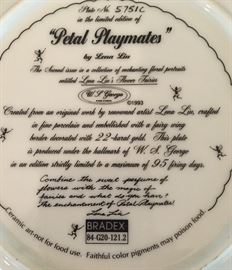 Plate No. 5751C
in the limited edition of
"Petal Playmates"
by Lena Liu
The Second issue in a collection of enchanting floral portraits
entitled Lena Liu's Flower Fairies
W.S. George
©1993
Created from an original work by renowned artist Lena Liu, crafted
in fine porcelain and embellished with a fairy wing
border decorated with 22-karat gold. This plate
is produced under the hallmark of W. S. George
in an edition strictly limited to a maximum of 95 firing days.
Combine the sweet perfume of
flowers with the magic of
fairies and what do you have?
The enchantment of Petal Playmates!
Lena Liu
BRADEX
84-G20-121.2
Ceramic art-not for food use. Faithful color pigments may poison food.